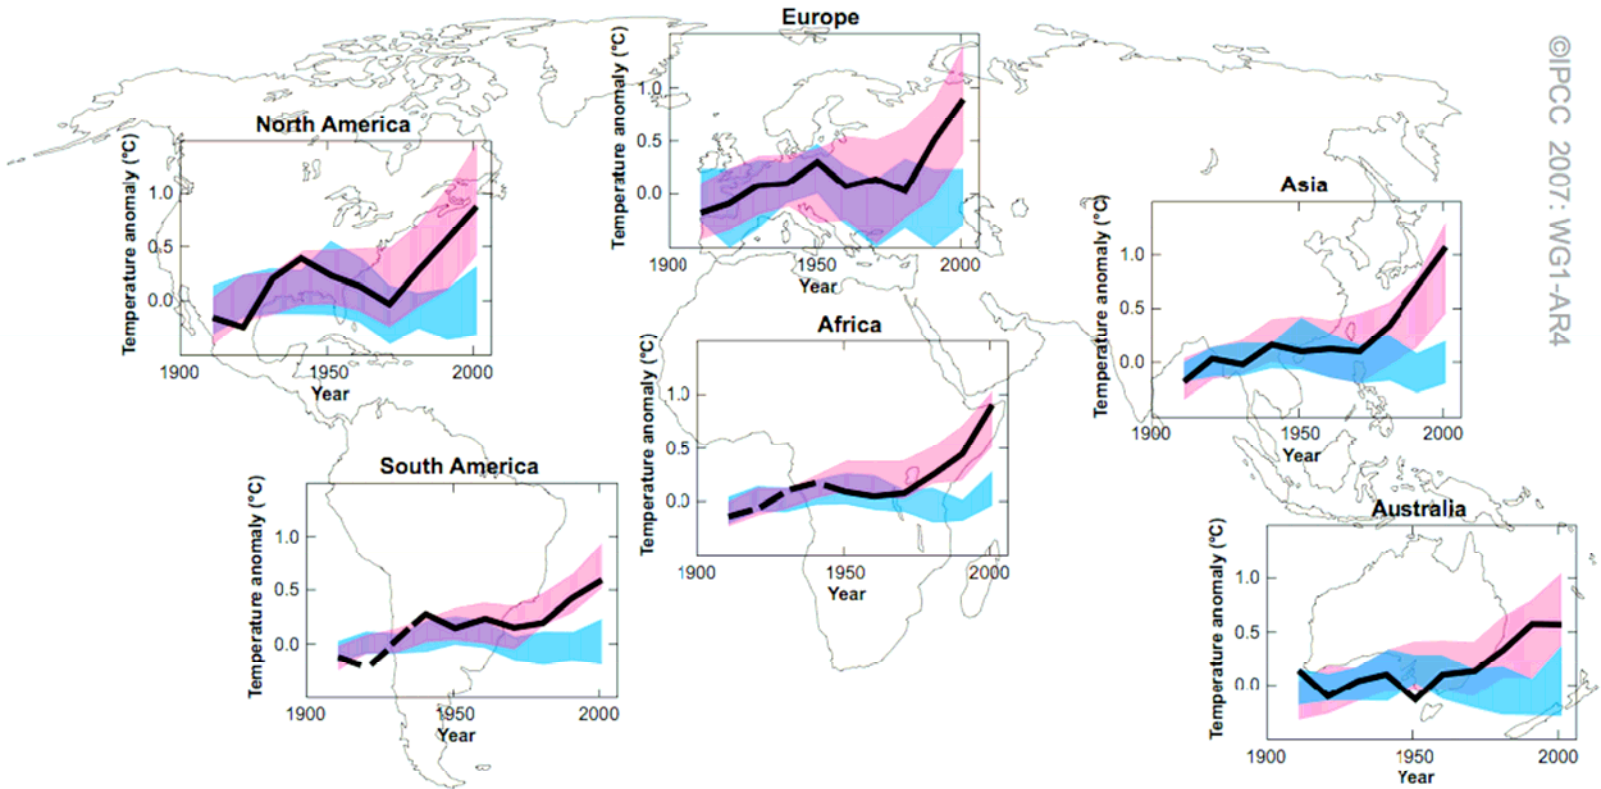 Europe
Temperature anomaly (°C)
1.0
0.5
0.0
1900 1950 2000
Year
North America
Temperature anomaly (°C)
1.0
0.5
0.0
1900 1950 2000
Year
Asia
Temperature anomaly (°C)
1.0
0.5
0.0
1900 1950 2000
Year
Africa
Temperature anomaly (°C)
1.0
0.5
0.0
1900 1950 2000
Year
South America
Temperature anomaly (°C)
1.0
0.5
0.0
1900 1950 2000
Year
Australia
Temperature anomaly (°C)
1.0
0.5
0.0
1900 1950 2000
Year
©IPCC 2007: WG1-AR4